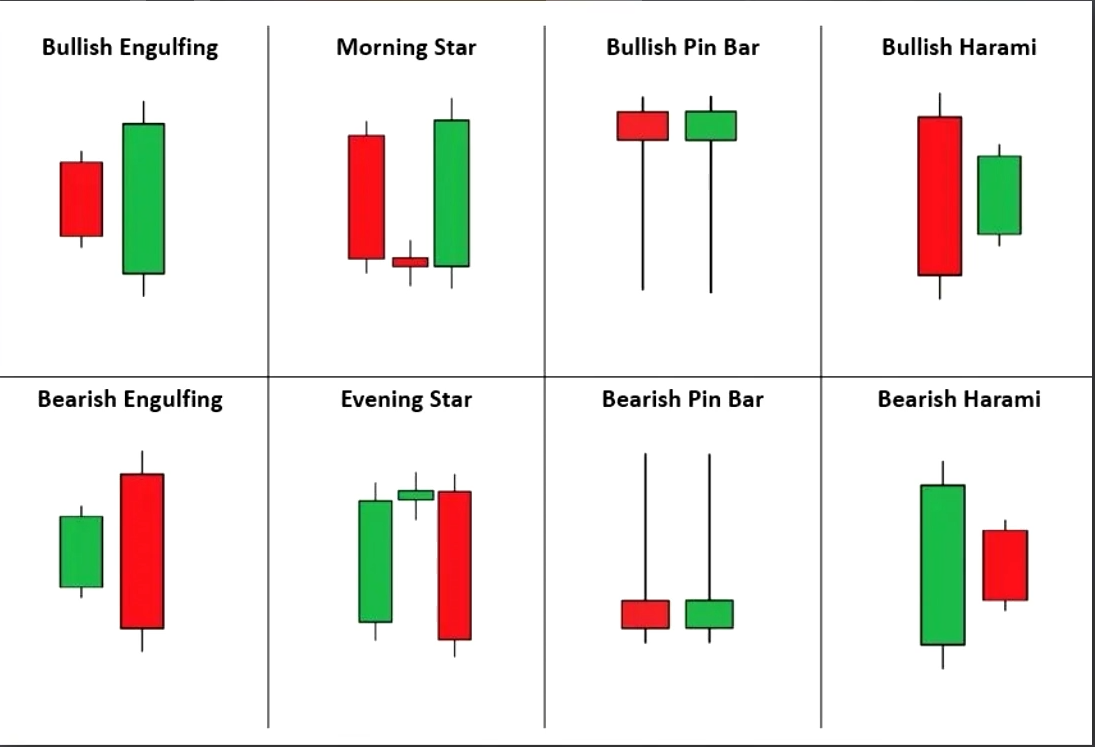 Bullish Engulfing
Morning Star
Bullish Pin Bar
Bullish Harami
Bearish Engulfing
Evening Star
Bearish Pin Bar
Bearish Harami